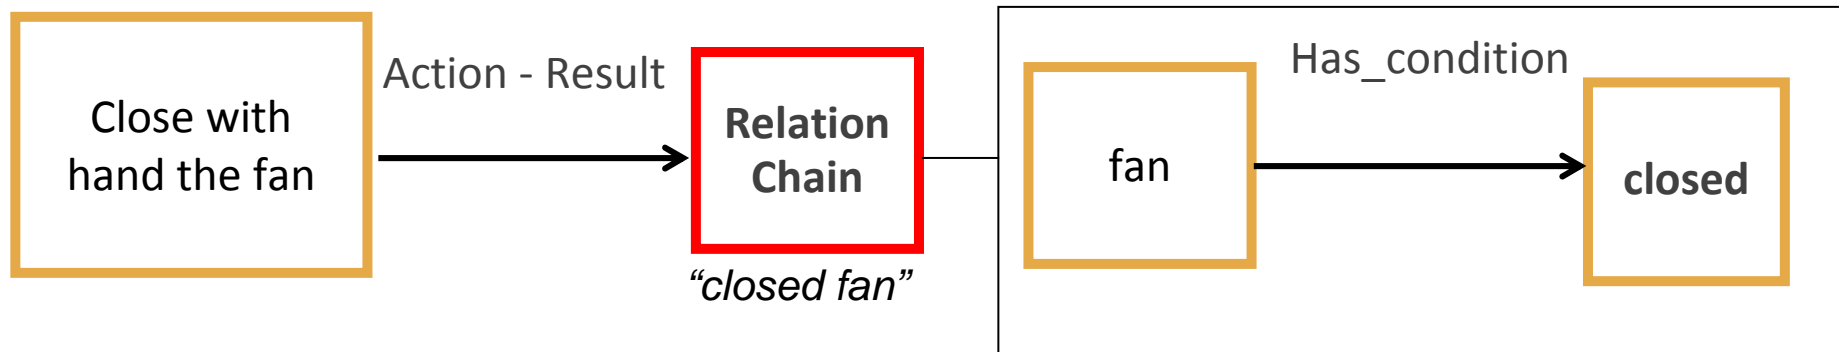 Close with
hand the fan
Action - Result
Relation
Chain
“closed fan”
Has_condition
fan
closed